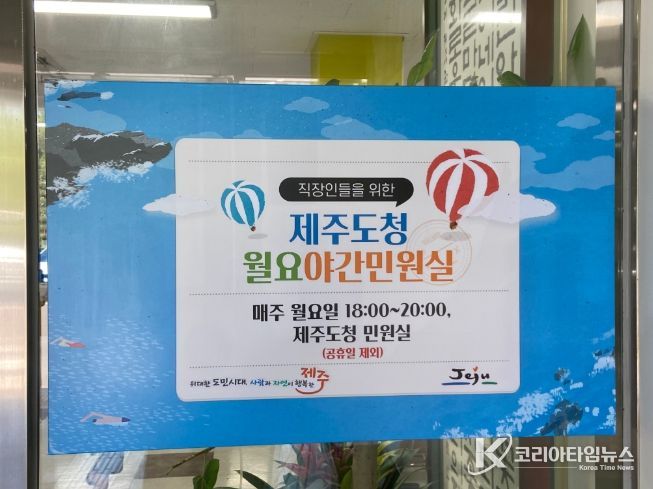 직장인들을 위한
제주도청
월요야간민원실
매주 월요일 18:00~20:00,
제주도청 민원실
(공휴일 제외)
위대한 도민시대, 사람과 자연이 행복한 제주
Jeju
코리아타임뉴스
Korea Time News